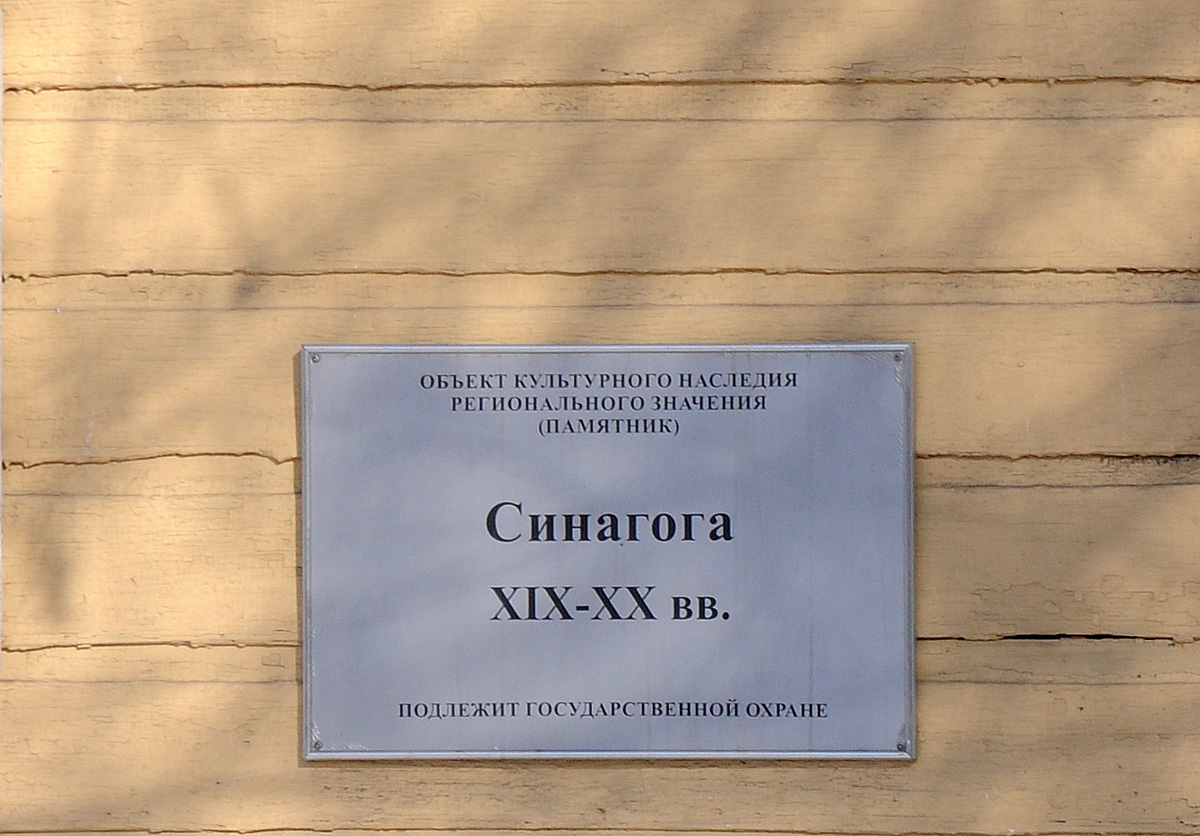 ОБЪЕКТ КУЛЬТУРНОГО НАСЛЕДИЯ
РЕГИОНАЛЬНОГО ЗНАЧЕНИЯ
(ПАМЯТНИК)
Синагога
XIX-XX вв.
ПОДЛЕЖИТ ГОСУДАРСТВЕННОЙ ОХРАНЕ